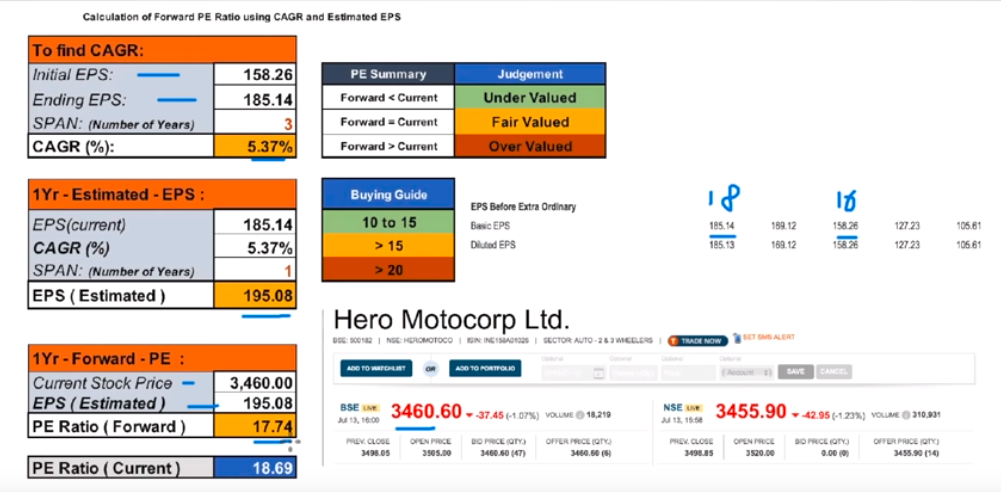 Calculation of Forward PE Ratio using CAGR and Estimated EPS
To find CAGR:
Initial EPS: 158.26
Ending EPS: 185.14
SPAN: (Number of Years) 3
CAGR (%): 5.37%
PE Summary Judgement
Forward < Current Under Valued
Forward = Current Fair Valued
Forward > Current Over Valued
1Yr - Estimated - EPS :
EPS(current) 185.14
CAGR (%) 5.37%
SPAN: (Number of Years) 1
EPS ( Estimated ) 195.08
Buying Guide
10 to 15
> 15
> 20
18 16
EPS Before Extra Ordinary
Basic EPS 185.14 169.12 158.26 127.23 105.61
Diluted EPS 185.13 169.12 158.26 127.23 105.61
1Yr - Forward - PE :
Current Stock Price 3,460.00
EPS ( Estimated ) 195.08
PE Ratio ( Forward ) 17.74
PE Ratio ( Current ) 18.69
Hero Motocorp Ltd.
BSE: 500182 | NSE: HEROMOTOCO | ISIN: INE158A01026 | SECTOR: AUTO - 2 & 3 WHEELERS | TRADE NOW SET SMS ALERT
Optional Optional Optional Optional
ADD TO WATCHLIST OR ADD TO PORTFOLIO ( Account ) SAVE CANCEL
BSE LIVE 3460.60 -37.45 (-1.07%) VOLUME 18,219
Jul 13, 16:00
NSE LIVE 3455.90 -42.95 (-1.23%) VOLUME 310,931
Jul 13, 15:58
PREV. CLOSE OPEN PRICE BID PRICE (QTY.) OFFER PRICE (QTY.)
3498.05 3505.00 3460.60 (47) 3460.60 (6)
PREV. CLOSE OPEN PRICE BID PRICE (QTY.) OFFER PRICE (QTY.)
3498.85 3520.00 0.00 (0) 3455.90 (14)